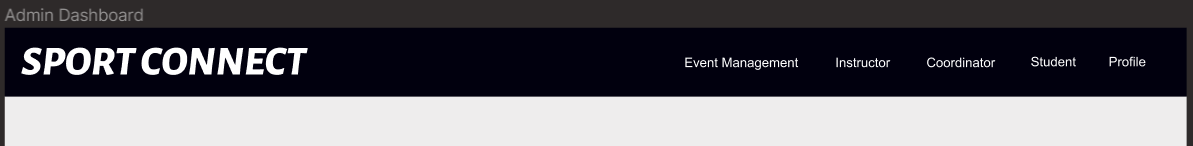 Admin Dashboard
SPORT CONNECT
Event Management Instructor Coordinator Student Profile